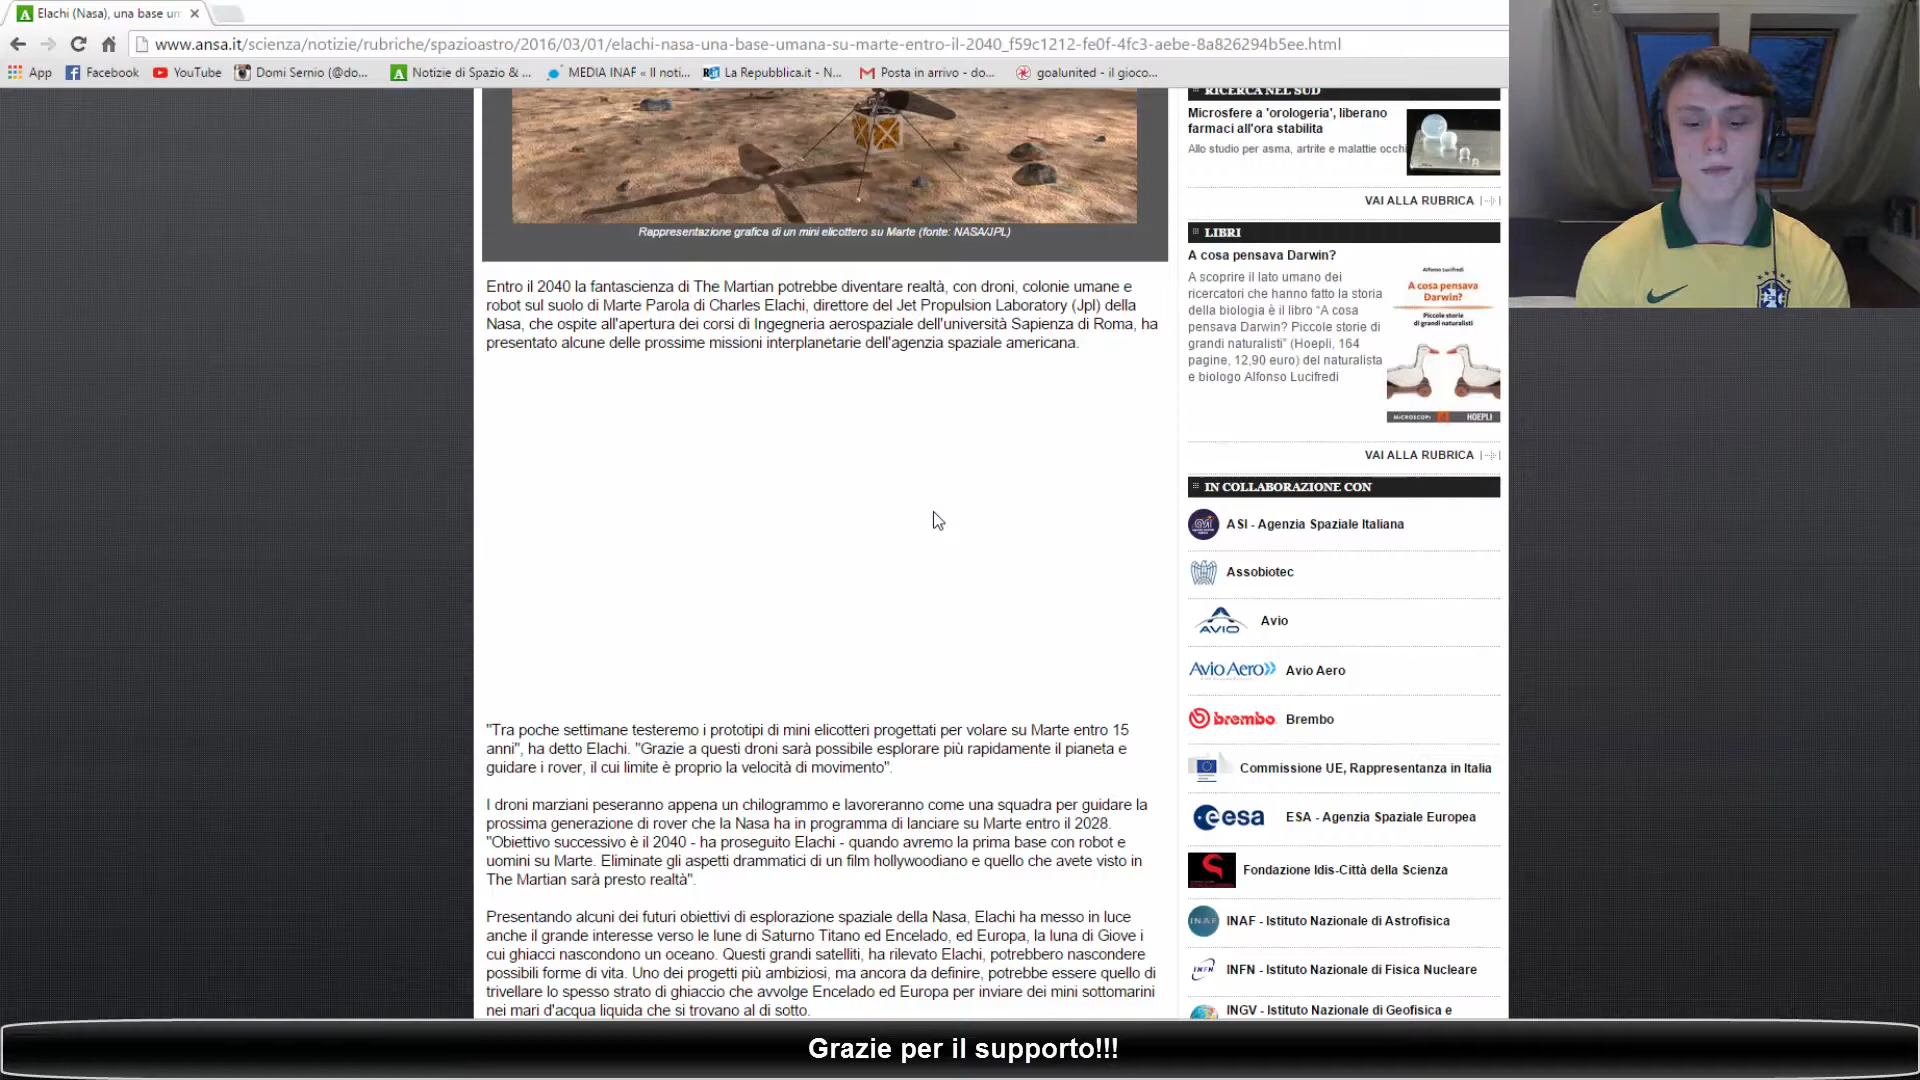 Elachi (Nasa), una base um
www.ansa.it/scienza/notizie/rubriche/spazioastro/2016/03/01/elachi-nasa-una-base-umana-su-marte-entro-il-2040_f59c1212-fe0f-4fc3-aebe-8a826294b5ee.html
App Facebook YouTube Domi Sernio (@do... Notizie di Spazio & ... MEDIA INAF « Il noti... La Repubblica.it - N... Posta in arrivo - do... goalunited - il gioco...
Rappresentazione grafica di un mini elicottero su Marte (fonte: NASA/JPL)
Entro il 2040 la fantascienza di The Martian potrebbe diventare realtà, con droni, colonie umane e
robot sul suolo di Marte Parola di Charles Elachi, direttore del Jet Propulsion Laboratory (Jpl) della
Nasa, che ospite all'apertura dei corsi di Ingegneria aerospaziale dell'università Sapienza di Roma, ha
presentato alcune delle prossime missioni interplanetarie dell'agenzia spaziale americana.
"Tra poche settimane testeremo i prototipi di mini elicotteri progettati per volare su Marte entro 15
anni", ha detto Elachi. "Grazie a questi droni sarà possibile esplorare più rapidamente il pianeta e
guidare i rover, il cui limite è proprio la velocità di movimento".
I droni marziani peseranno appena un chilogrammo e lavoreranno come una squadra per guidare la
prossima generazione di rover che la Nasa ha in programma di lanciare su Marte entro il 2028.
"Obiettivo successivo è il 2040 - ha proseguito Elachi - quando avremo la prima base con robot e
uomini su Marte. Eliminate gli aspetti drammatici di un film hollywoodiano e quello che avete visto in
The Martian sarà presto realtà".
Presentando alcuni dei futuri obiettivi di esplorazione spaziale della Nasa, Elachi ha messo in luce
anche il grande interesse verso le lune di Saturno Titano ed Encelado, ed Europa, la luna di Giove i
cui ghiacci nascondono un oceano. Questi grandi satelliti, ha rilevato Elachi, potrebbero nascondere
possibili forme di vita. Uno dei progetti più ambiziosi, ma ancora da definire, potrebbe essere quello di
trivellare lo spesso strato di ghiaccio che avvolge Encelado ed Europa per inviare dei mini sottomarini
nei mari d'acqua liquida che si trovano al di sotto.
RICERCA NEL SUD
Microsfere a 'orologeria', liberano
farmaci all'ora stabilita
Allo studio per asma, artrite e malattie occhi
VAI ALLA RUBRICA
LIBRI
A cosa pensava Darwin?
A scoprire il lato umano dei
ricercatori che hanno fatto la storia
della biologia è il libro “A cosa
pensava Darwin? Piccole storie di
grandi naturalisti” (Hoepli, 164
pagine, 12,90 euro) del naturalista
e biologo Alfonso Lucifredi
Alfonso Lucifredi
A cosa pensava
Darwin?
Piccole storie
di grandi naturalisti
MICROSCOPI HOEPLI
VAI ALLA RUBRICA
IN COLLABORAZIONE CON
ASI - Agenzia Spaziale Italiana
Assobiotec
AVIO Avio
AvioAero Avio Aero
brembo Brembo
Commissione UE, Rappresentanza in Italia
esa ESA - Agenzia Spaziale Europea
Fondazione Idis-Città della Scienza
INAF INAF - Istituto Nazionale di Astrofisica
INFN INFN - Istituto Nazionale di Fisica Nucleare
INGV - Istituto Nazionale di Geofisica e
Grazie per il supporto!!!